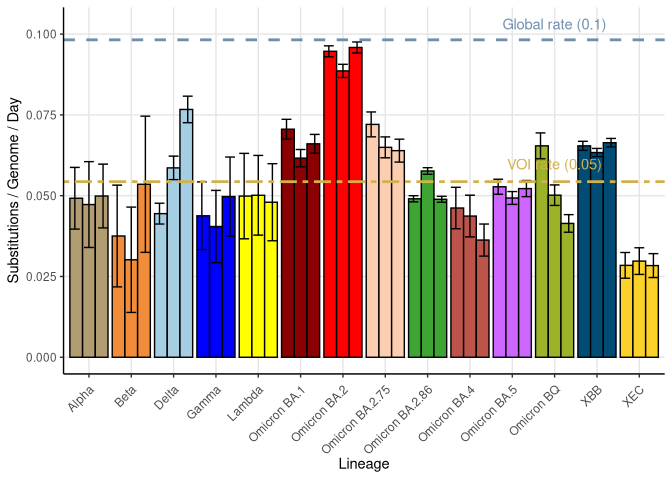 Global rate (0.1)
VOI rate (0.05)
Substitutions / Genome / Day
0.100
0.075
0.050
0.025
0.000
Alpha
Beta
Delta
Gamma
Lambda
Omicron BA.1
Omicron BA.2
Omicron BA.2.75
Omicron BA.2.86
Omicron BA.4
Omicron BA.5
Omicron BQ
XBB
XEC
Lineage